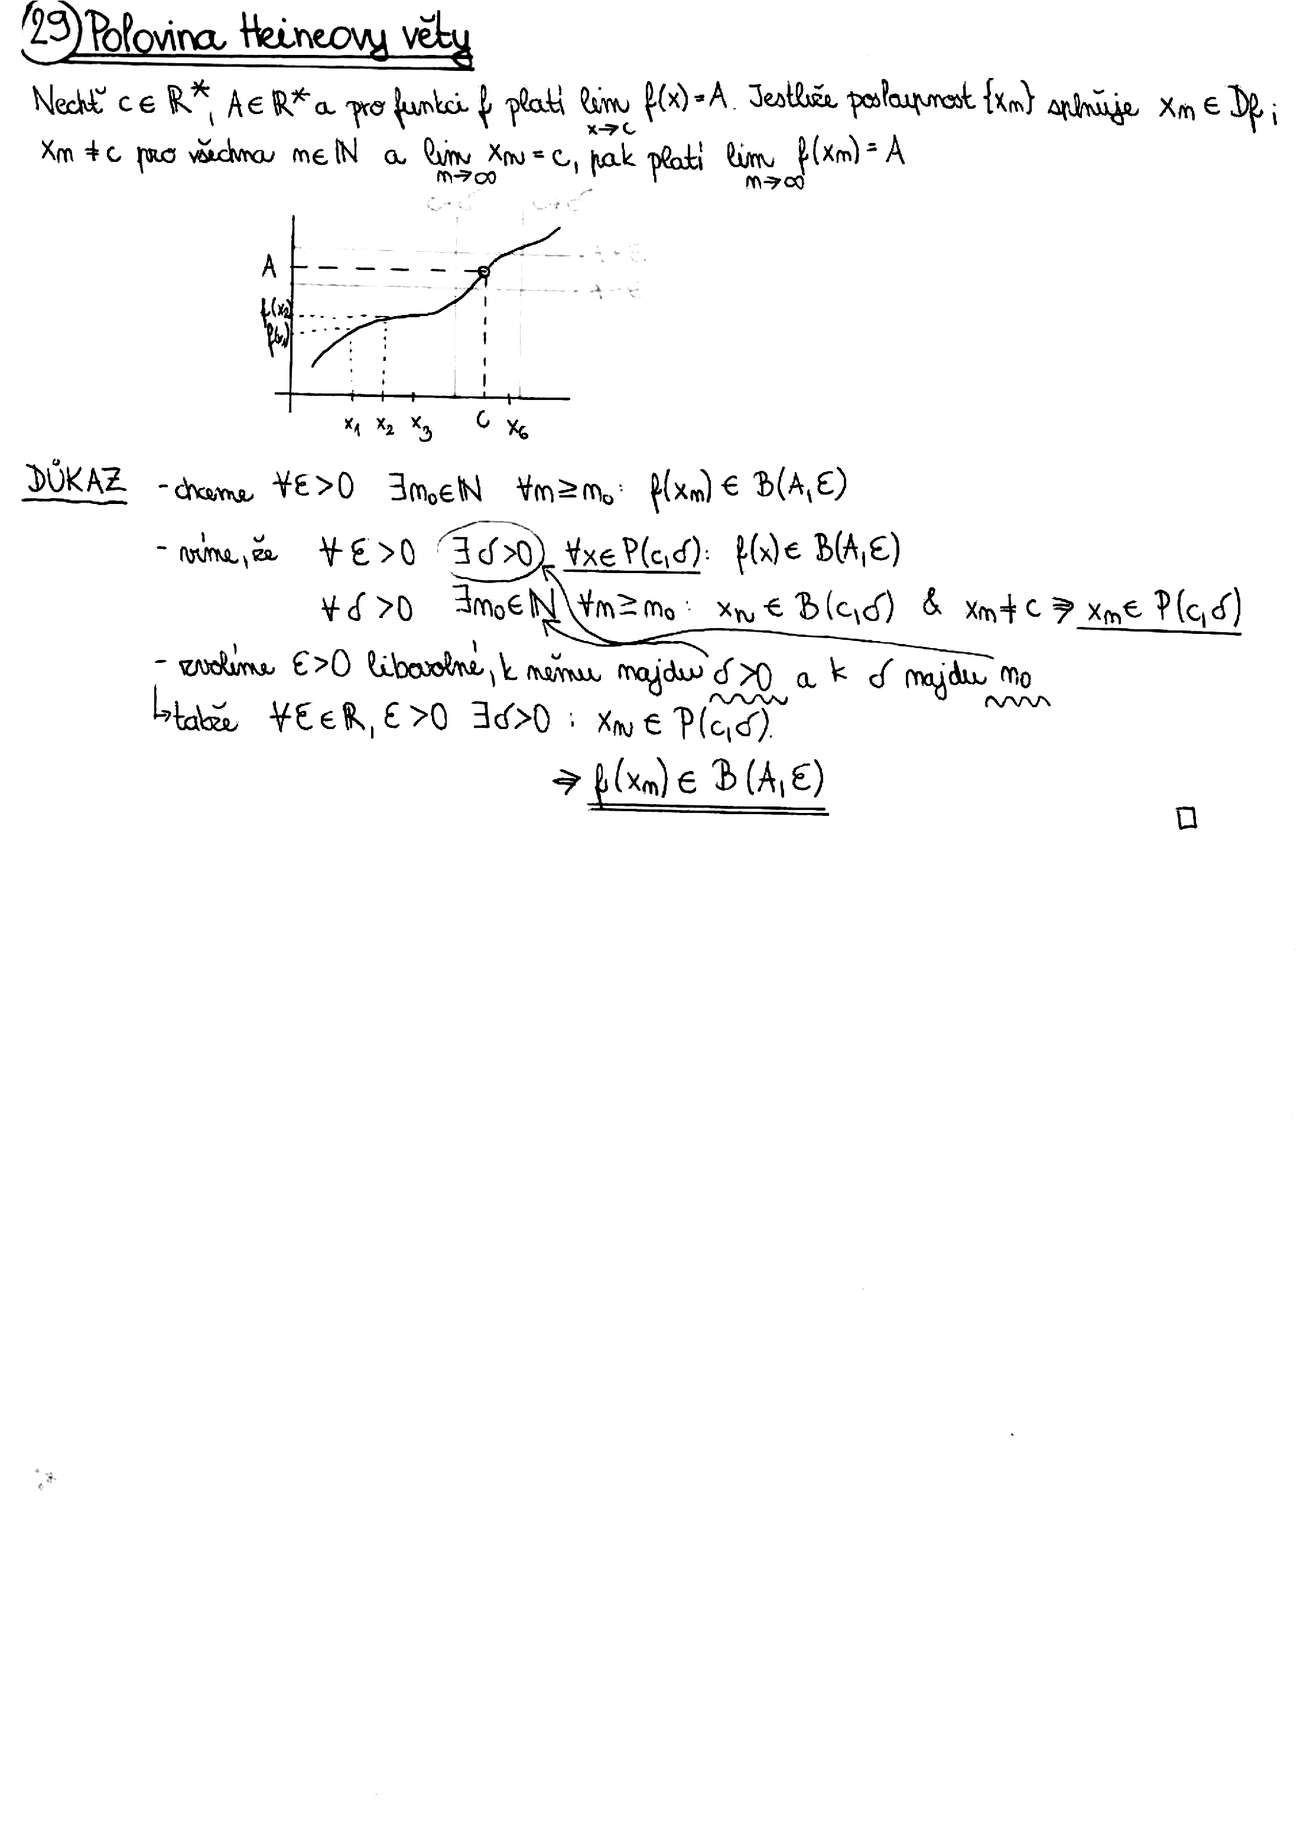 29) Polovina Heineovy věty
Nechť c ∈ R*, A ∈ R* a pro funkci f platí lim f(x) = A. Jestliže posloupnost {xn} splňuje xn ∈ Df,
x→c
xn ≠ c pro všechna n ∈ N a lim xn = c, pak platí lim f(xn) = A
n→∞ n→∞
c-δ c+δ
A
f(x2)
f(x1)
x1 x2 x3 c x6
DŮKAZ - chceme ∀ε>0 ∃n0∈N ∀n≥n0: f(xn) ∈ B(A,ε)
- víme, že ∀ε>0 ∃δ>0 ∀x∈P(c,δ): f(x) ∈ B(A,ε)
∀δ>0 ∃n0∈N ∀n≥n0: xn ∈ B(c,δ) & xn ≠ c ⇒ xn ∈ P(c,δ)
- zvolíme ε>0 libovolné, k němu najdu δ>0 a k δ najdu n0
↳ takže ∀ε∈R, ε>0 ∃δ>0 : xn ∈ P(c,δ).
⇒ f(xn) ∈ B(A,ε)
□